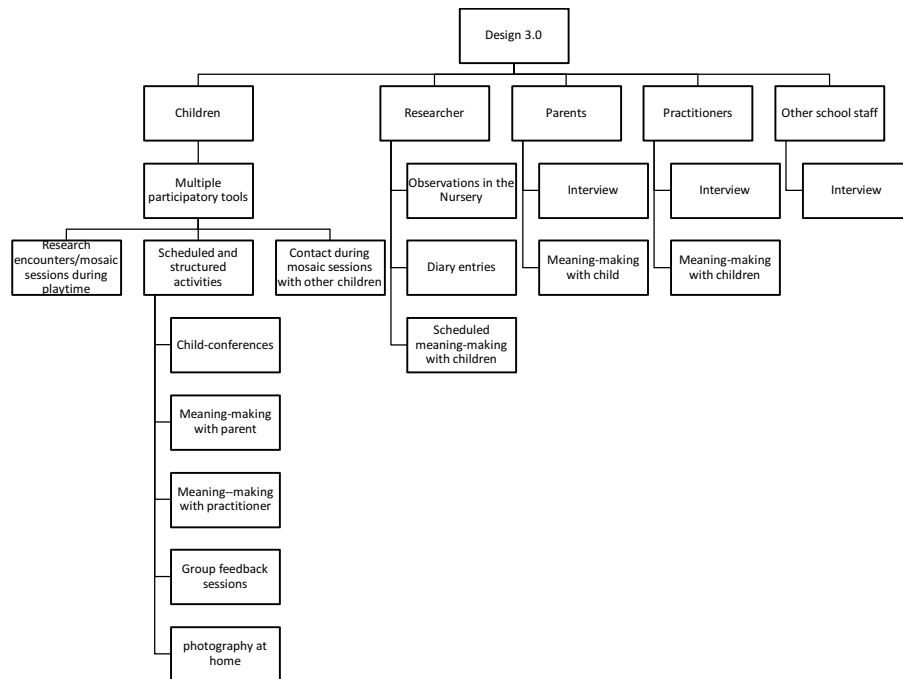 Design 3.0
Children
Researcher
Parents
Practitioners
Other school staff
Multiple
participatory tools
Observations in the
Nursery
Interview
Interview
Interview
Research
encounters/mosaic
sessions during
playtime
Scheduled and
structured
activities
Contact during
mosaic sessions
with other children
Diary entries
Meaning-making
with child
Meaning-making
with children
Child-conferences
Scheduled
meaning-making
with children
Meaning-making
with parent
Meaning--making
with practitioner
Group feedback
sessions
photography at
home